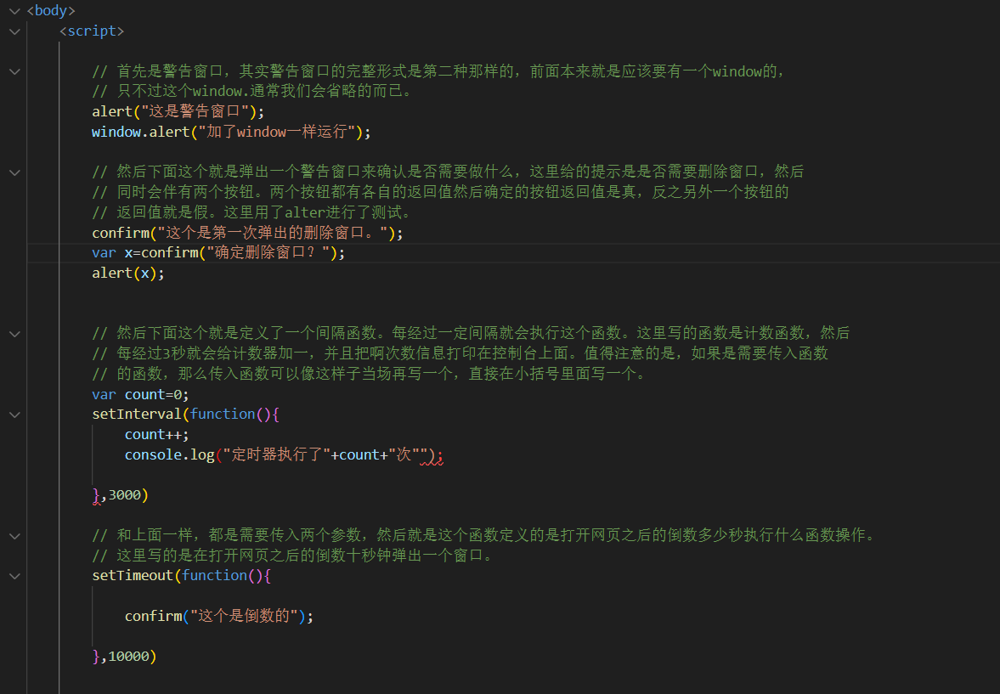 <body>
<script>
// 首先是警告窗口，其实警告窗口的完整形式是第二种那样的，前面本来就是应该要有一个window的，
// 只不过这个window.通常我们会省略的而已。
alert("这是警告窗口");
window.alert("加了window一样运行");
// 然后下面这个就是弹出一个警告窗口来确认是否需要做什么，这里给的提示是是否需要删除窗口，然后
// 同时会伴有两个按钮。两个按钮都有各自的返回值然后确定的按钮返回值是真，反之另外一个按钮的
// 返回值就是假。这里用了alter进行了测试。
confirm("这个是第一次弹出的删除窗口。");
var x=confirm("确定删除窗口？");
alert(x);
// 然后下面这个就是定义了一个间隔函数。每经过一定间隔就会执行这个函数。这里写的函数是计数函数，然后
// 每经过3秒就会给计数器加一，并且把啊次数信息打印在控制台上面。值得注意的是，如果是需要传入函数
// 的函数，那么传入函数可以像这样子当场再写一个，直接在小括号里面写一个。
var count=0;
setInterval(function(){
count++;
console.log("定时器执行了"+count+"次"");
},3000)
// 和上面一样，都是需要传入两个参数，然后就是这个函数定义的是打开网页之后的倒数多少秒执行什么函数操作。
// 这里写的是在打开网页之后的倒数十秒钟弹出一个窗口。
setTimeout(function(){
confirm("这个是倒数的");
},10000)